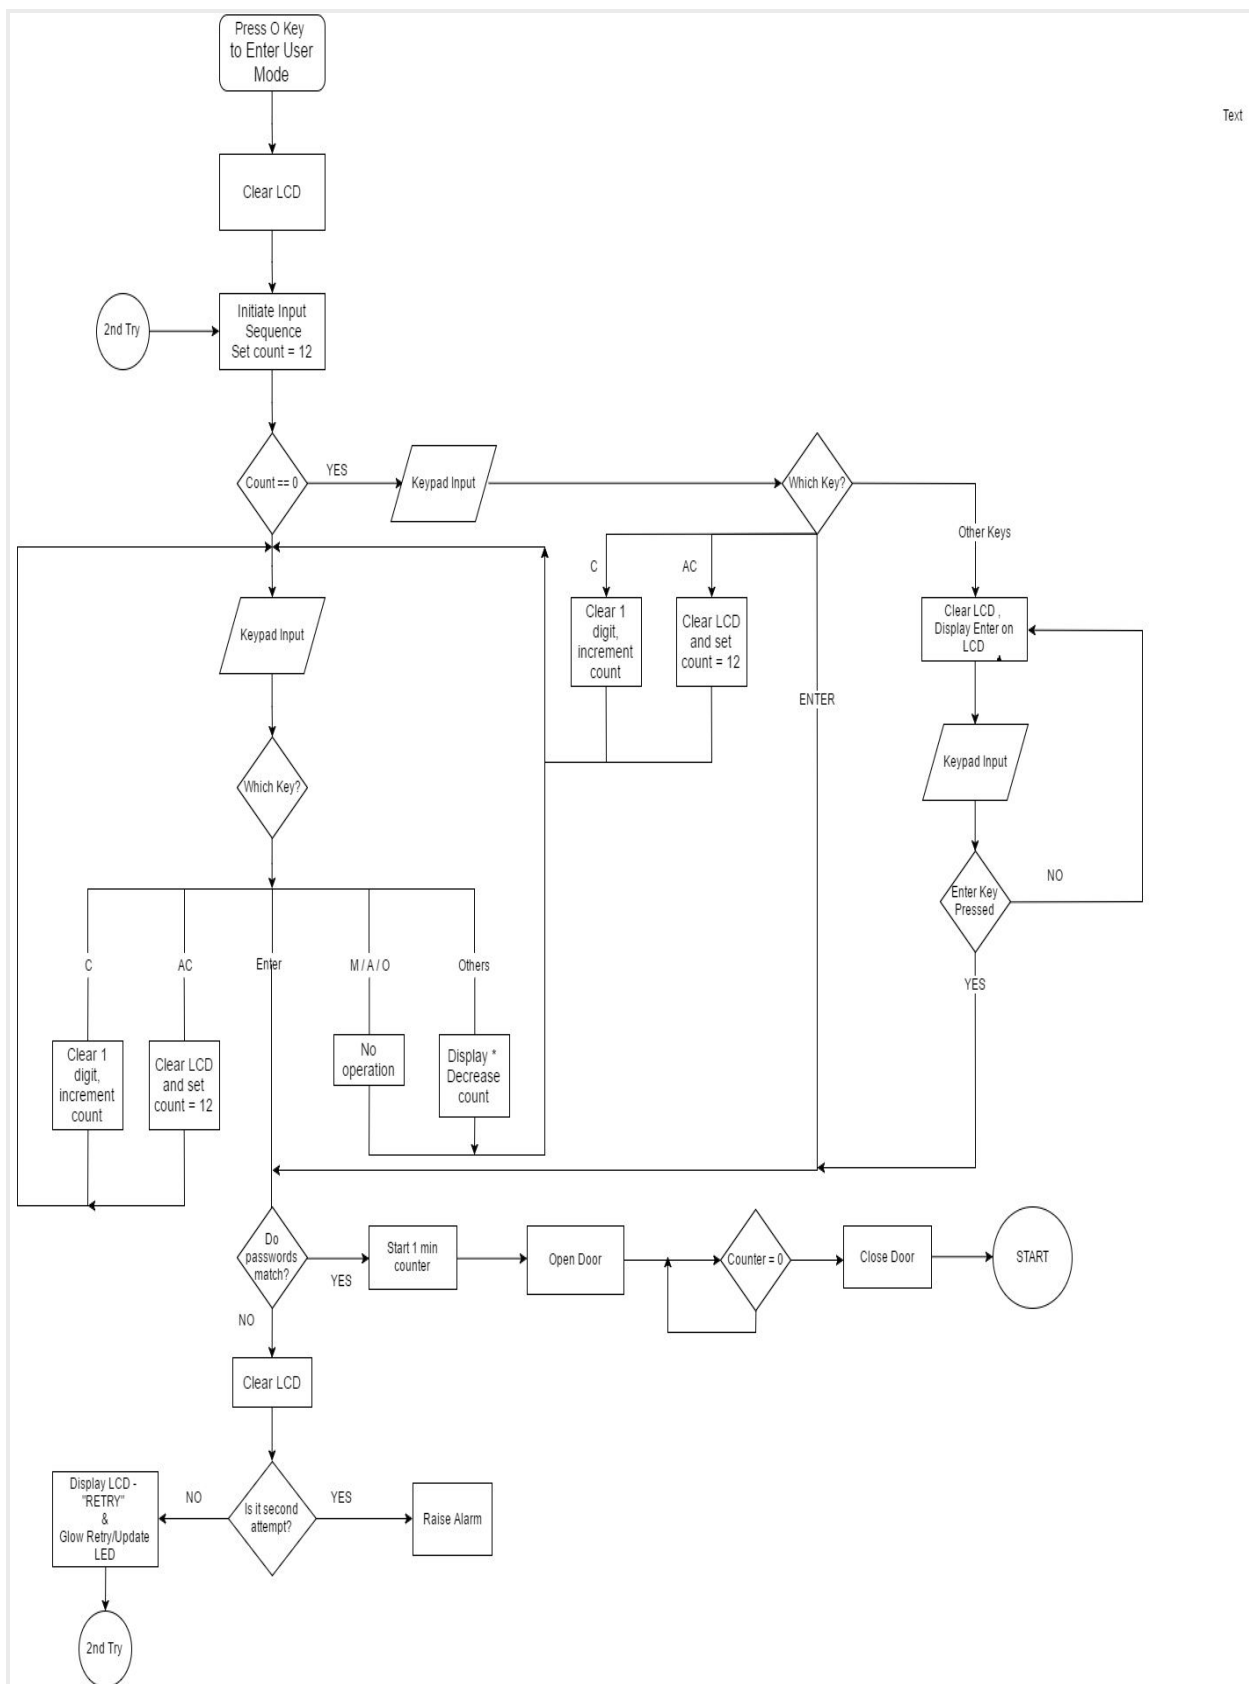 Press O Key
to Enter User
Mode
Text
Clear LCD
2nd Try
Initiate Input
Sequence
Set count = 12
Count == 0
YES
Keypad Input
Which Key?
Other Keys
C
AC
Clear 1
digit,
increment
count
Clear LCD
and set
count = 12
ENTER
Clear LCD ,
Display Enter on
LCD
Keypad Input
Enter Key
Pressed
NO
YES
Keypad Input
Which Key?
C
AC
Enter
M / A / O
Others
Clear 1
digit,
increment
count
Clear LCD
and set
count = 12
No
operation
Display *
Decrease
count
Do
passwords
match?
YES
Start 1 min
counter
Open Door
Counter = 0
Close Door
START
NO
Clear LCD
Is it second
attempt?
NO
YES
Display LCD -
"RETRY"
&
Glow Retry/Update
LED
Raise Alarm
2nd Try